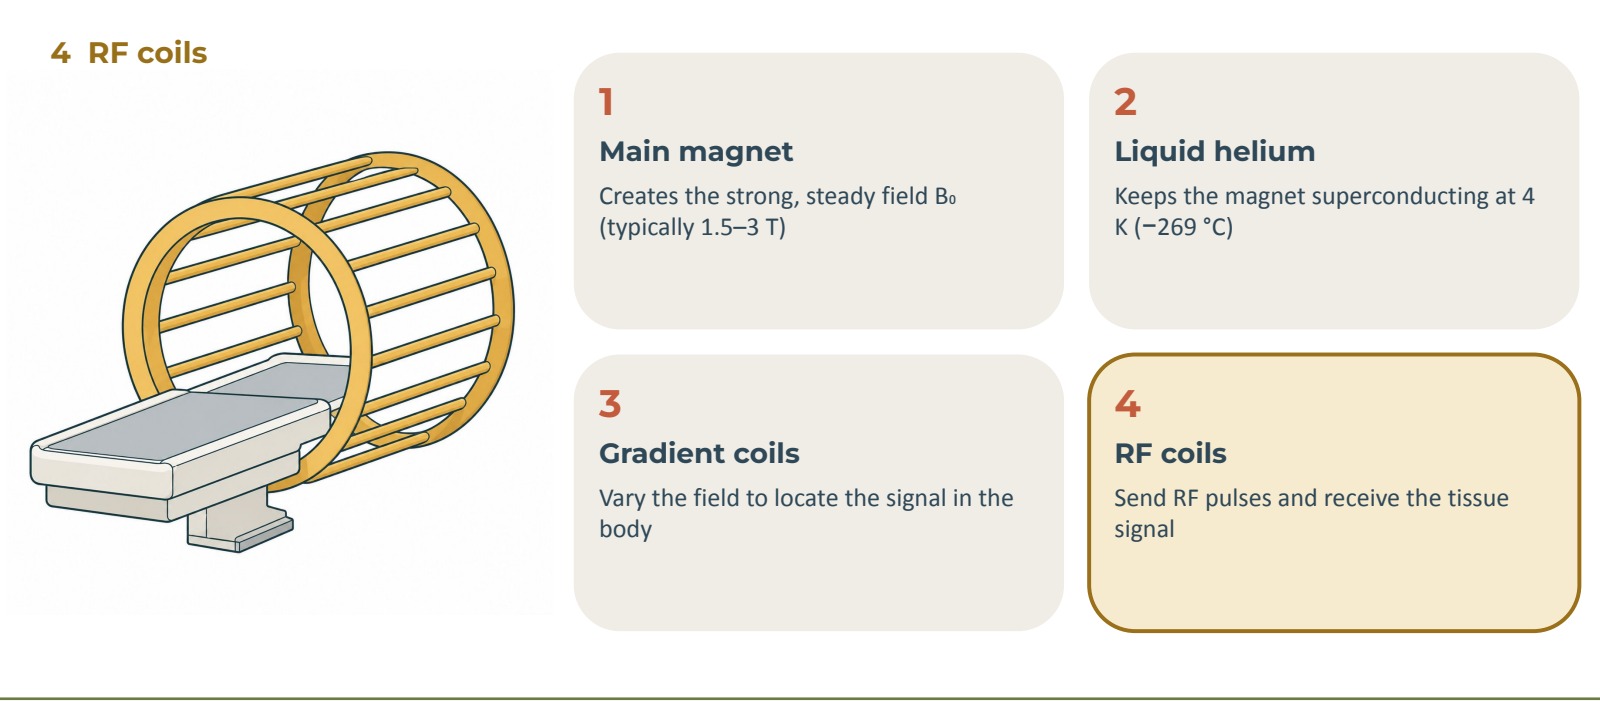 4 RF coils
1
Main magnet
Creates the strong, steady field B₀
(typically 1.5–3 T)
2
Liquid helium
Keeps the magnet superconducting at 4
K (−269 °C)
3
Gradient coils
Vary the field to locate the signal in the
body
4
RF coils
Send RF pulses and receive the tissue
signal